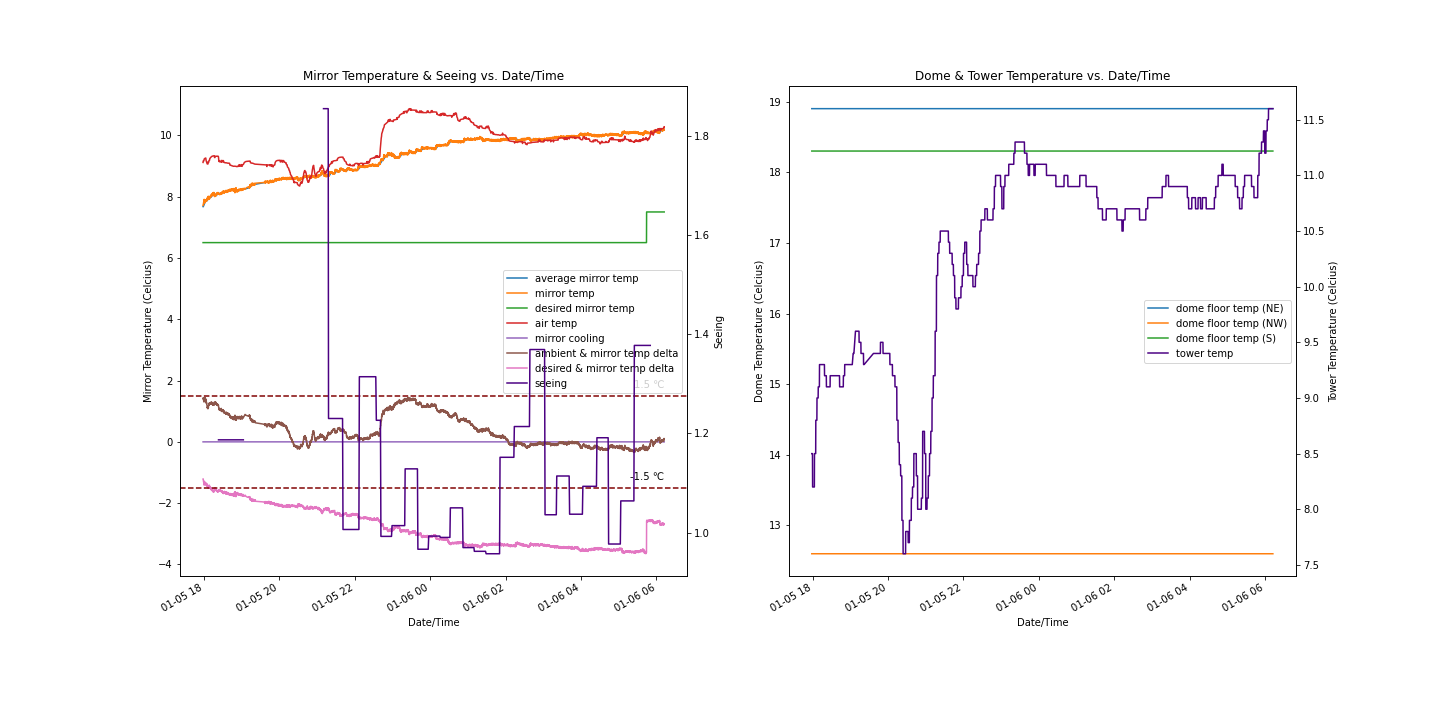 Mirror Temperature & Seeing vs. Date/Time
Mirror Temperature (Celcius)
10
8
6
4
2
0
−2
−4
1.8
1.6
1.4
1.2
1.0
Seeing
average mirror temp
mirror temp
desired mirror temp
air temp
mirror cooling
ambient & mirror temp delta
desired & mirror temp delta
seeing
1.5 °C
-1.5 °C
01-05 18
01-05 20
01-05 22
01-06 00
01-06 02
01-06 04
01-06 06
Date/Time
Dome & Tower Temperature vs. Date/Time
Dome Temperature (Celcius)
19
18
17
16
15
14
13
11.5
11.0
10.5
10.0
9.5
9.0
8.5
8.0
7.5
Tower Temperature (Celcius)
dome floor temp (NE)
dome floor temp (NW)
dome floor temp (S)
tower temp
01-05 18
01-05 20
01-05 22
01-06 00
01-06 02
01-06 04
01-06 06
Date/Time